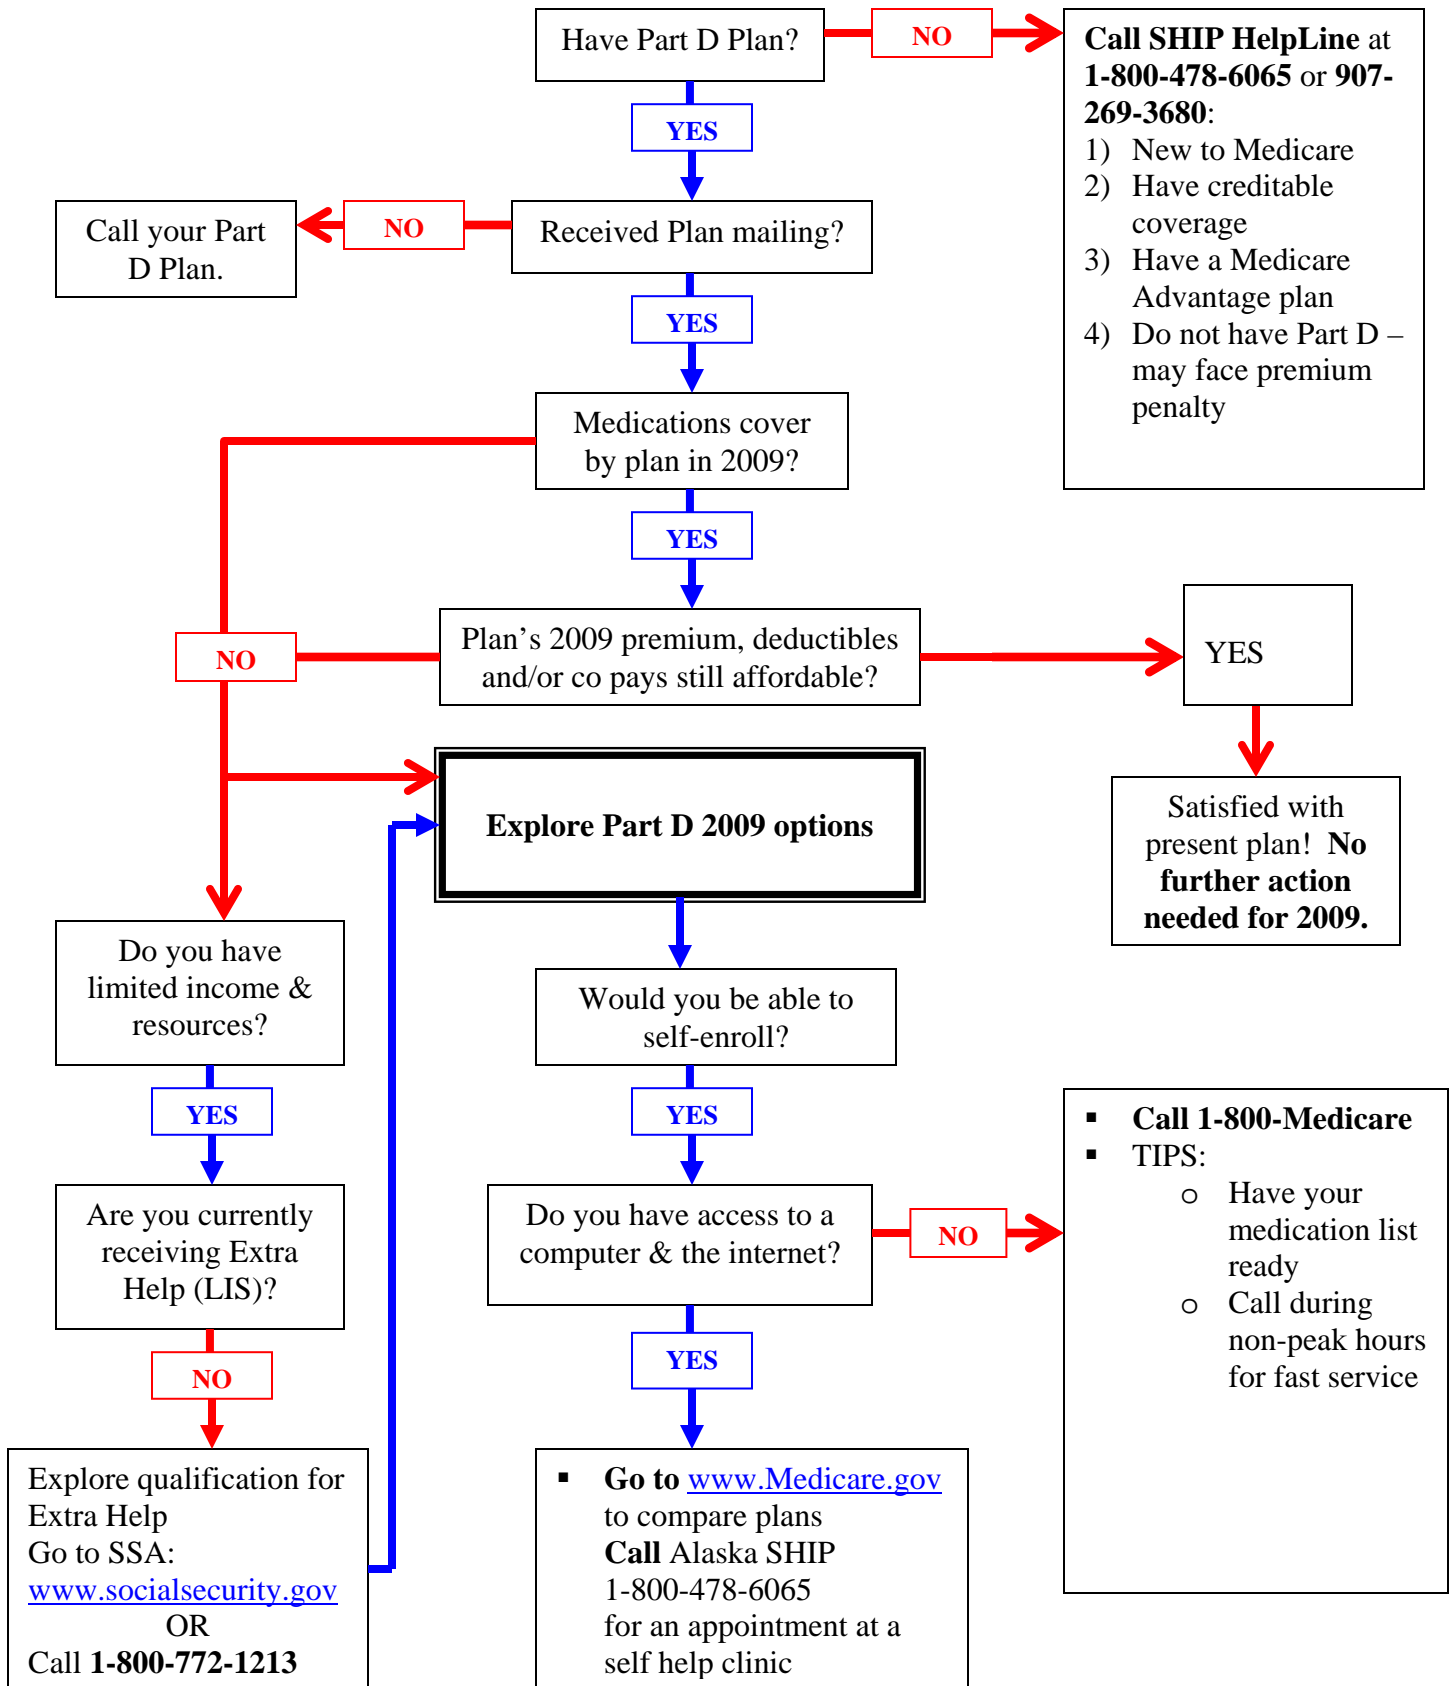 Have Part D Plan?
NO
Call SHIP HelpLine at
1-800-478-6065 or 907-
269-3680:
1) New to Medicare
2) Have creditable
coverage
3) Have a Medicare
Advantage plan
4) Do not have Part D –
may face premium
penalty
YES
Call your Part
D Plan.
NO
Received Plan mailing?
YES
Medications cover
by plan in 2009?
YES
NO
Plan’s 2009 premium, deductibles
and/or co pays still affordable?
YES
Satisfied with
present plan! No
further action
needed for 2009.
Explore Part D 2009 options
Do you have
limited income &
resources?
YES
Are you currently
receiving Extra
Help (LIS)?
NO
Explore qualification for
Extra Help
Go to SSA:
www.socialsecurity.gov
OR
Call 1-800-772-1213
Would you be able to
self-enroll?
YES
Do you have access to a
computer & the internet?
NO
▪ Call 1-800-Medicare
▪ TIPS:
o Have your
medication list
ready
o Call during
non-peak hours
for fast service
YES
▪ Go to www.Medicare.gov
to compare plans
Call Alaska SHIP
1-800-478-6065
for an appointment at a
self help clinic